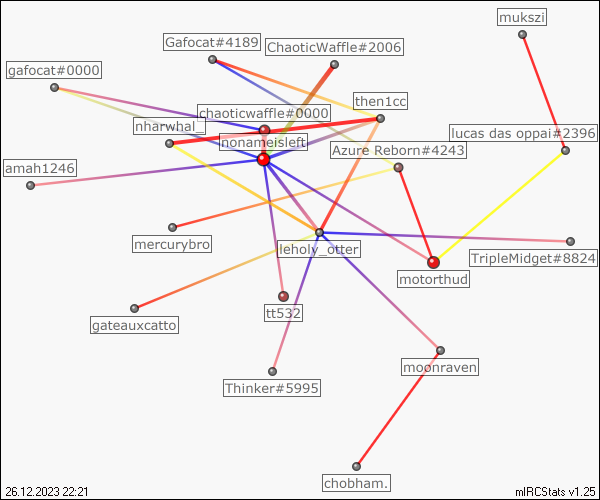 mukszi
Gafocat#4189
ChaoticWaffle#2006
gafocat#0000
then1cc
chaoticwaffle#0000
nharwhal_
lucas das oppai#2396
nonameisleft
Azure Reborn#4243
amah1246
mercurybro
leholy_otter
TripleMidget#8824
motorthud
tt532
gateauxcatto
moonraven
Thinker#5995
chobham.
26.12.2023 22:21
mIRCStats v1.25